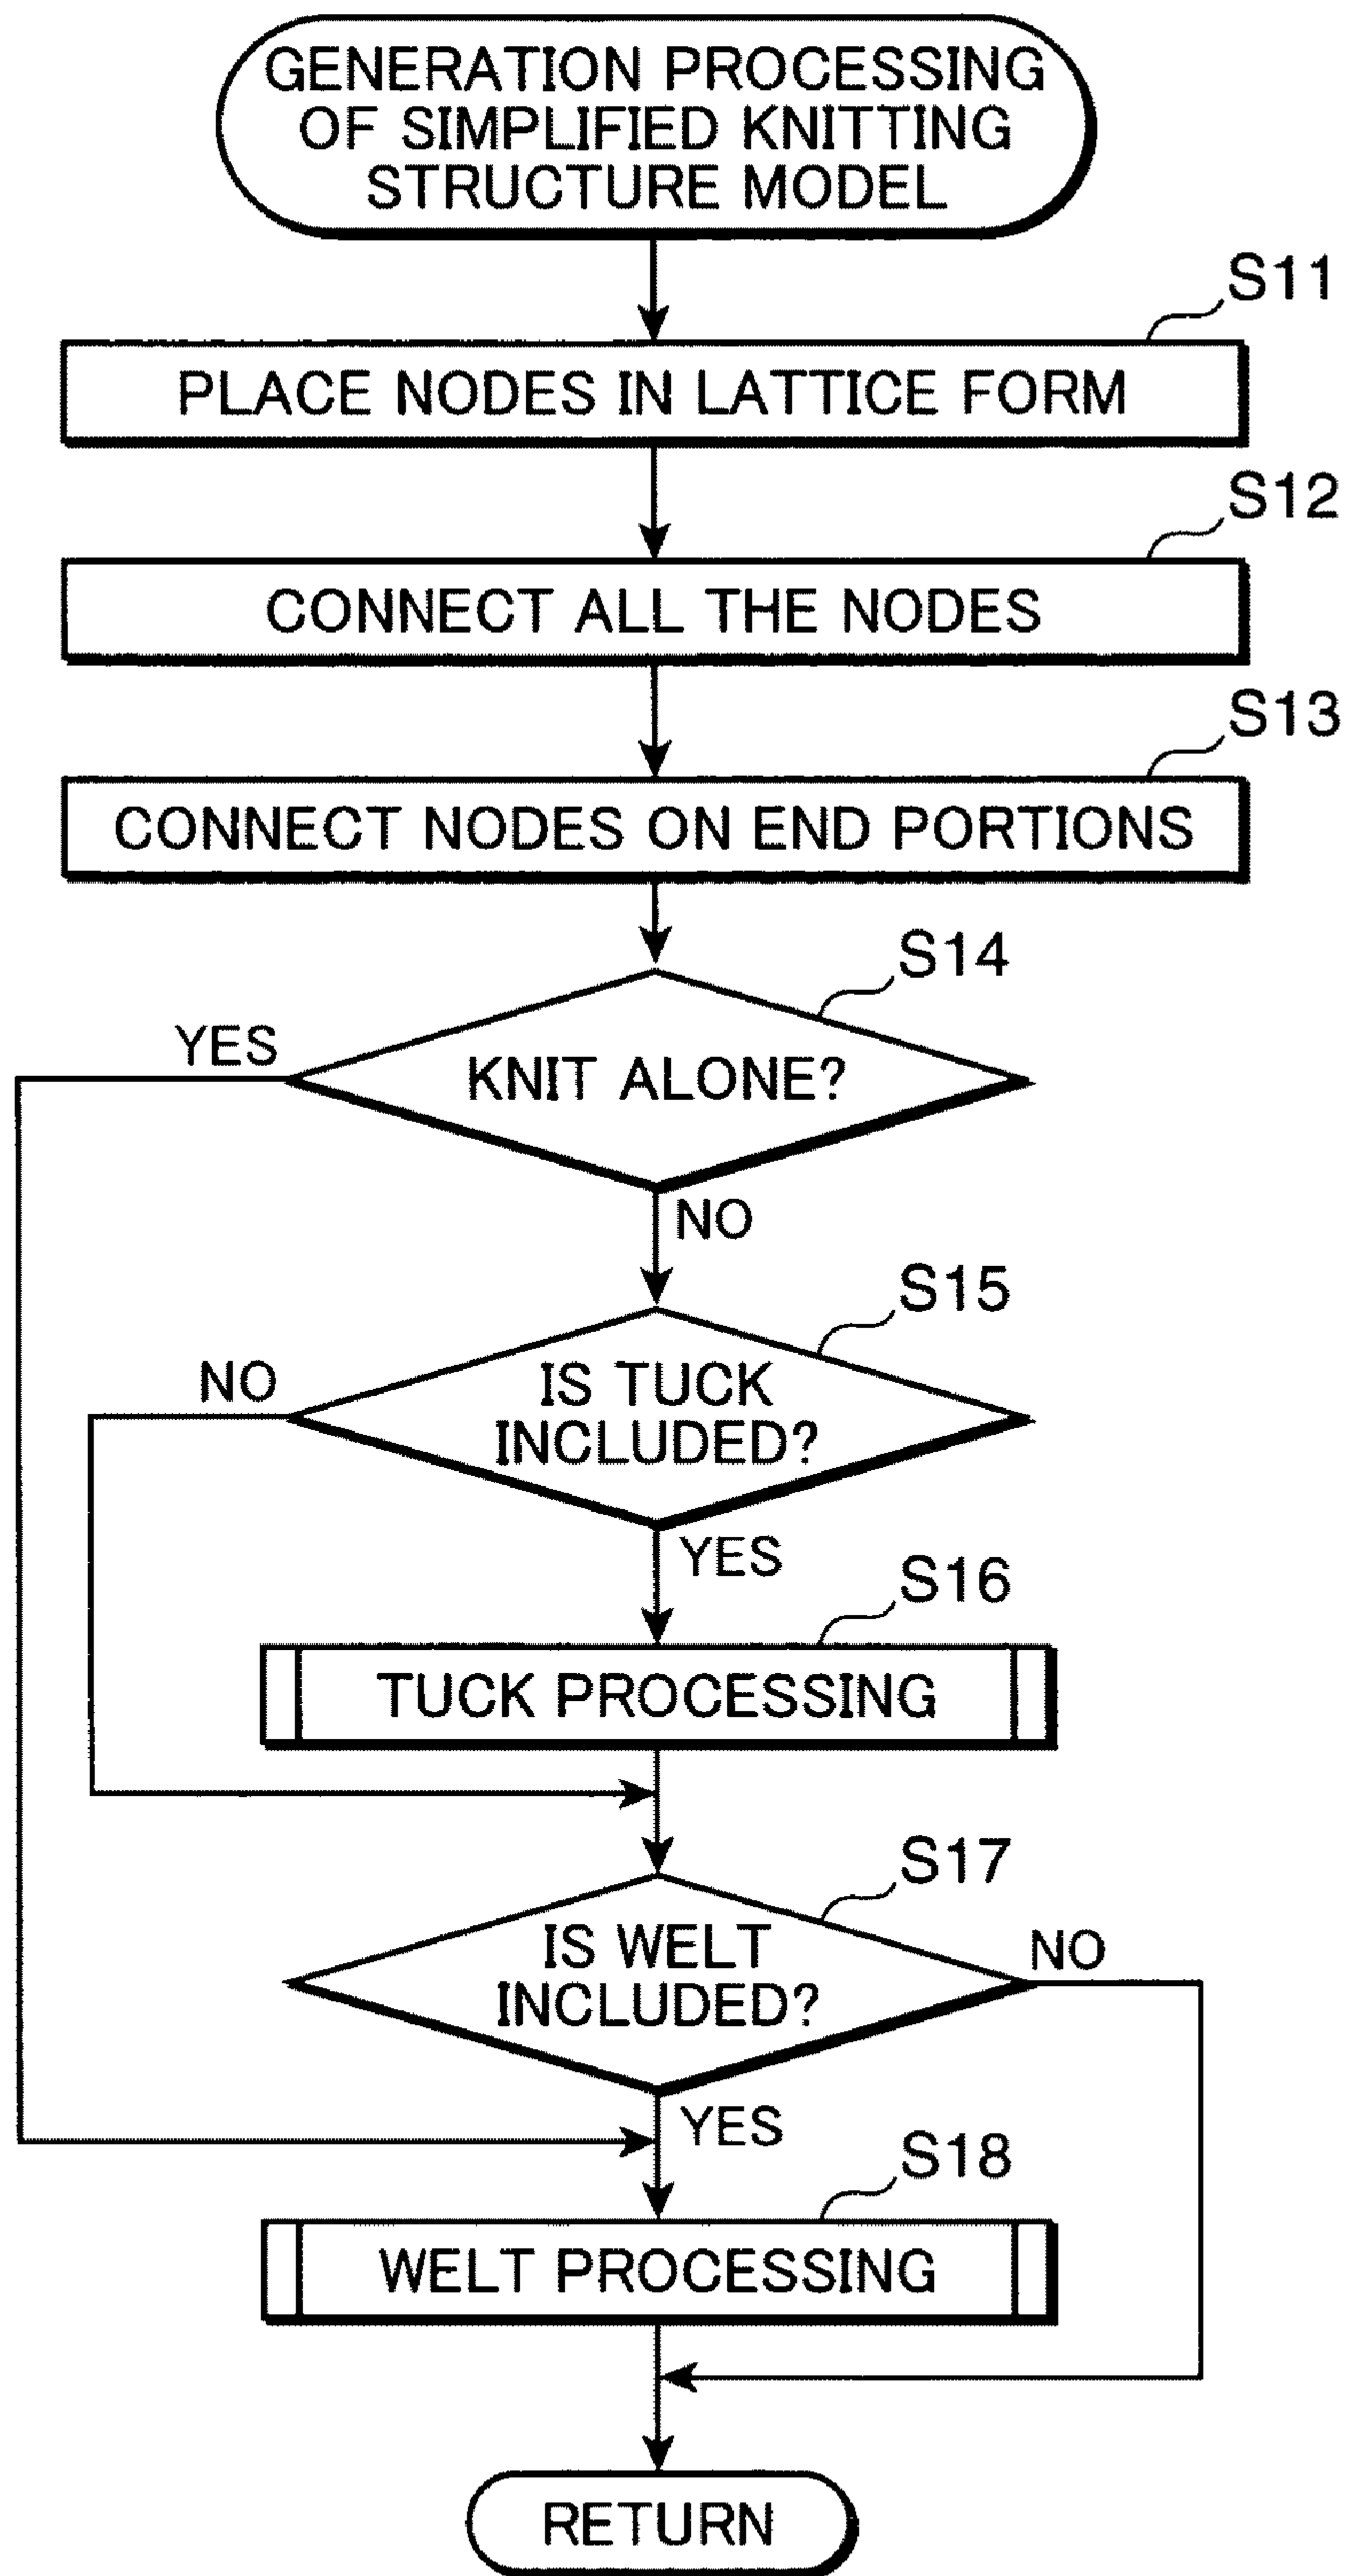 GENERATION PROCESSING
OF SIMPLIFIED KNITTING
STRUCTURE MODEL
S11
PLACE NODES IN LATTICE FORM
S12
CONNECT ALL THE NODES
S13
CONNECT NODES ON END PORTIONS
S14
YES
KNIT ALONE?
NO
S15
NO
IS TUCK
INCLUDED?
YES
S16
TUCK PROCESSING
S17
IS WELT
INCLUDED?
NO
YES
S18
WELT PROCESSING
RETURN